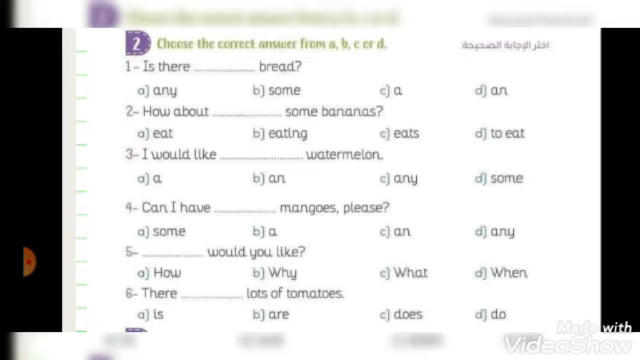 2 Choose the correct answer from a, b, c or d. اختر الإجابة الصحيحة.
1- Is there .................... bread?
a) any b) some c) a d) an
2- How about .................... some bananas?
a) eat b) eating c) eats d) to eat
3- I would like .................... watermelon.
a) a b) an c) any d) some
4- Can I have .................... mangoes, please?
a) some b) a c) an d) any
5- .................... would you like?
a) How b) Why c) What d) When
6- There .................... lots of tomatoes.
a) is b) are c) does d) do
Made with
VideoShow